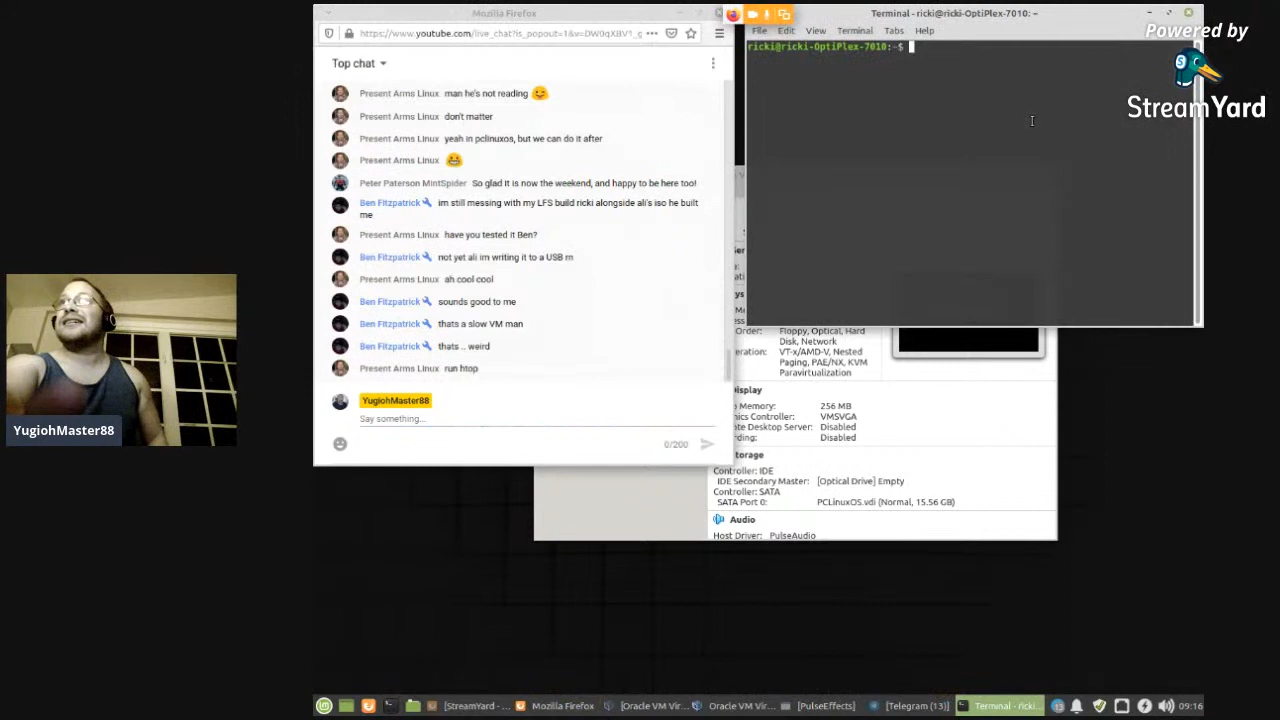 Mozilla Firefox
https://www.youtube.com/live_chat?is_popout=1&v=DW0qXBV1_g
Top chat
Present Arms Linux man he's not reading
Present Arms Linux don't matter
Present Arms Linux yeah in pclinuxos, but we can do it after
Present Arms Linux
Peter Paterson MintSpider So glad it is now the weekend, and happy to be here too!
Ben Fitzpatrick im still messing with my LFS build ricki alongside ali's iso he built
me
Present Arms Linux have you tested it Ben?
Ben Fitzpatrick not yet ali im writing it to a USB rn
Present Arms Linux ah cool cool
Ben Fitzpatrick sounds good to me
Ben Fitzpatrick thats a slow VM man
Ben Fitzpatrick thats .. weird
Present Arms Linux run htop
YugiohMaster88
Say something...
0/200
Terminal - ricki@ricki-OptiPlex-7010: ~
File Edit View Terminal Tabs Help
ricki@ricki-OptiPlex-7010:~$
Powered by
StreamYard
YugiohMaster88
Order: Floppy, Optical, Hard
Disk, Network
eration: VT-x/AMD-V, Nested
Paging, PAE/NX, KVM
Paravirtualization
Display
Memory: 256 MB
nics Controller: VMSVGA
ote Desktop Server: Disabled
rding: Disabled
torage
Controller: IDE
IDE Secondary Master: [Optical Drive] Empty
Controller: SATA
SATA Port 0: PCLinuxOS.vdi (Normal, 15.56 GB)
Audio
Host Driver: PulseAudio
[StreamYard - ... Mozilla Firefox [Oracle VM Vir... Oracle VM Vir... [PulseEffects] [Telegram (13)] Terminal - ricki... 09:16